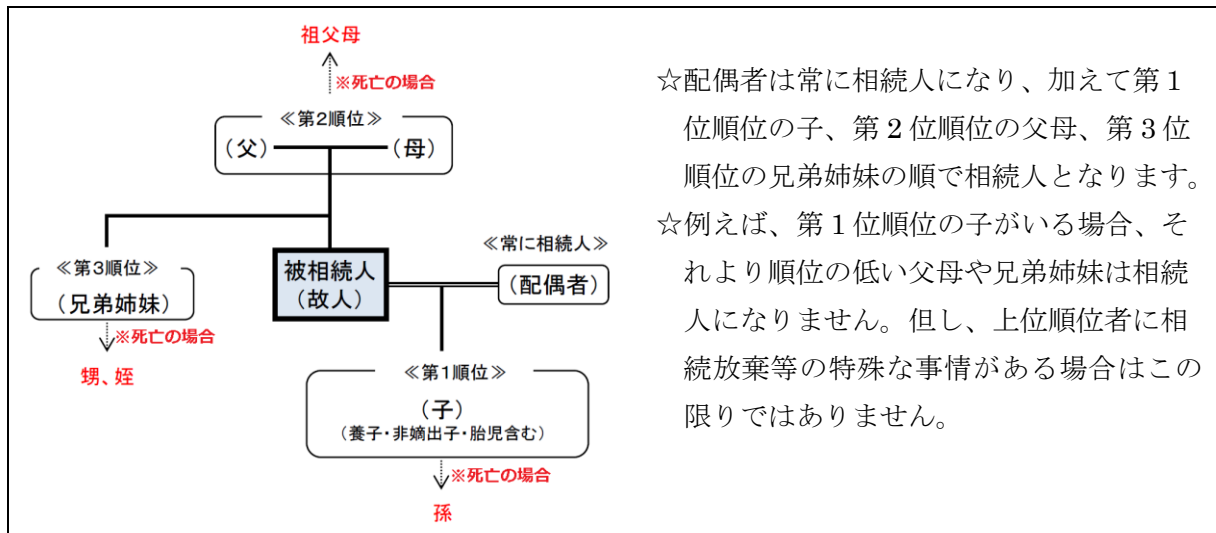 祖父母
※死亡の場合
≪第2順位≫
(父)
(母)
≪第3順位≫
(兄弟姉妹)
※死亡の場合
甥、姪
被相続人
(故人)
≪常に相続人≫
(配偶者)
≪第1順位≫
(子)
(養子・非嫡出子・胎児含む)
※死亡の場合
孫
☆配偶者は常に相続人になり、加えて第1
位順位の子、第2位順位の父母、第3位
順位の兄弟姉妹の順で相続人となります。
☆例えば、第1位順位の子がいる場合、そ
れより順位の低い父母や兄弟姉妹は相続
人になりません。但し、上位順位者に相
続放棄等の特殊な事情がある場合はこの
限りではありません。